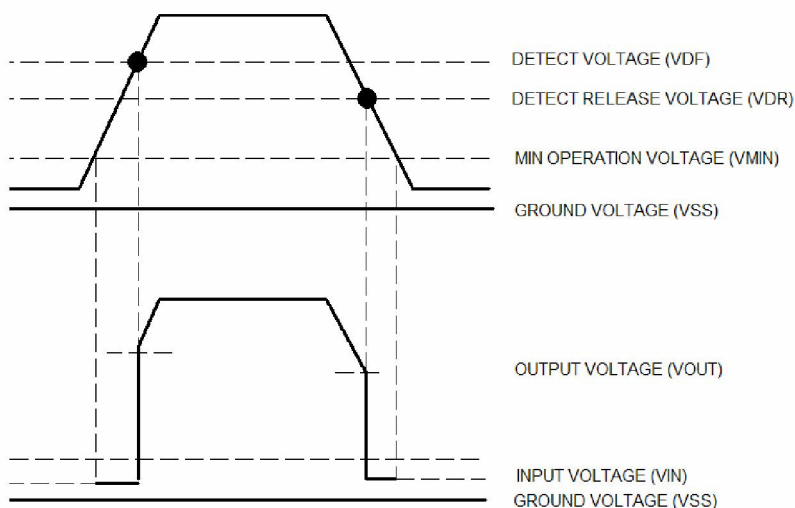 DETECT VOLTAGE (VDF)
DETECT RELEASE VOLTAGE (VDR)
MIN OPERATION VOLTAGE (VMIN)
GROUND VOLTAGE (VSS)
OUTPUT VOLTAGE (VOUT)
INPUT VOLTAGE (VIN)
GROUND VOLTAGE (VSS)